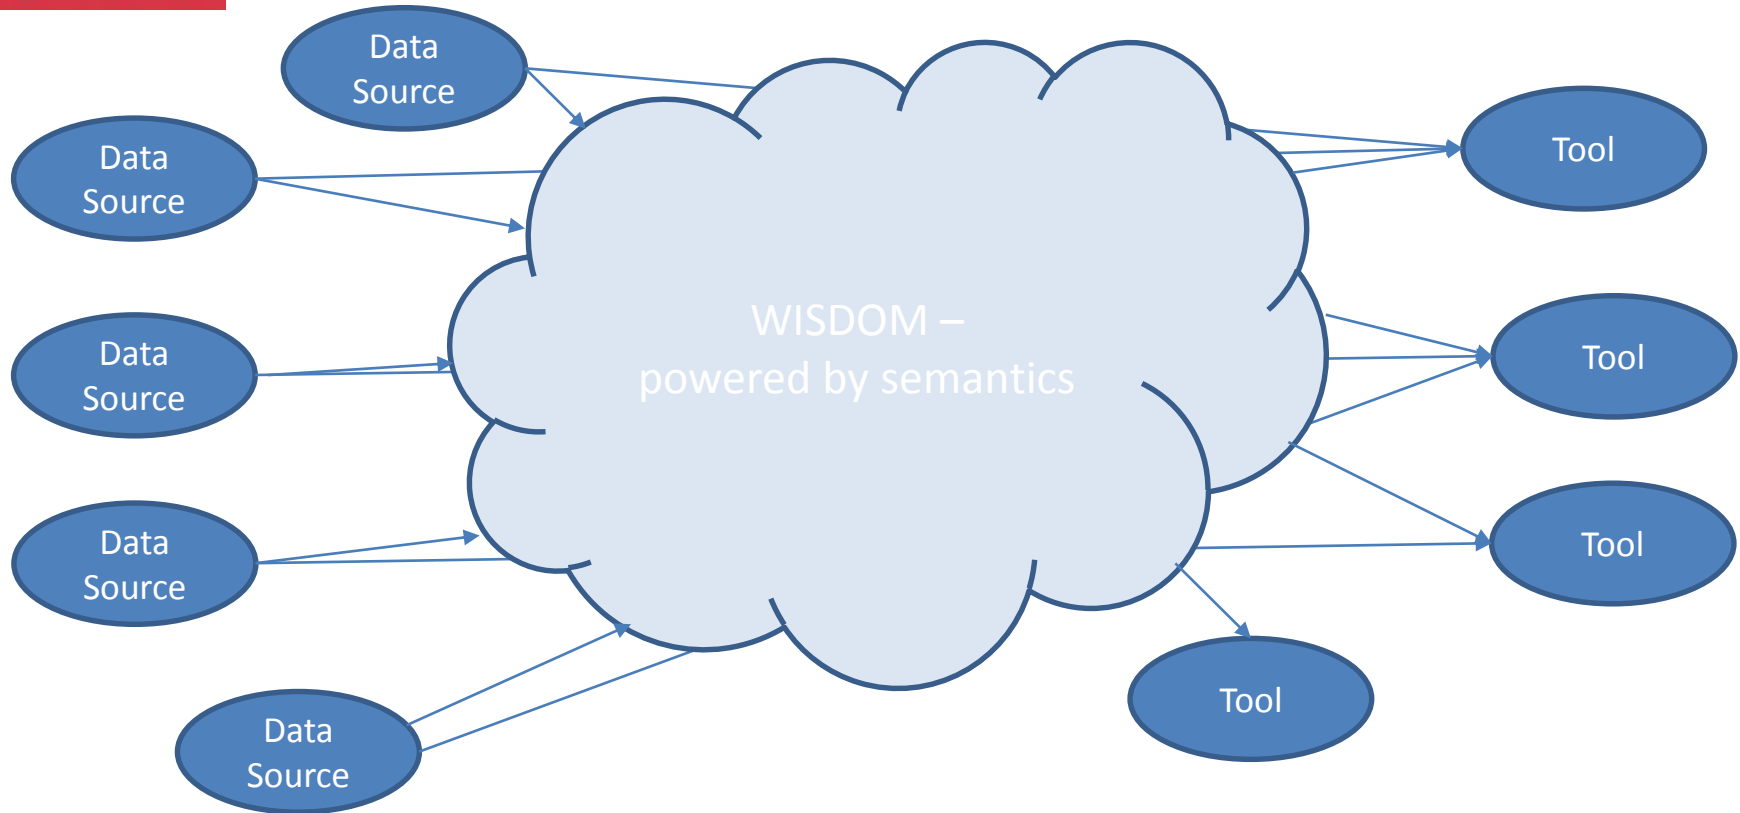 Data
Source
Data
Source
Data
Source
Data
Source
Data
Source
WISDOM –
powered by semantics
Tool
Tool
Tool
Tool